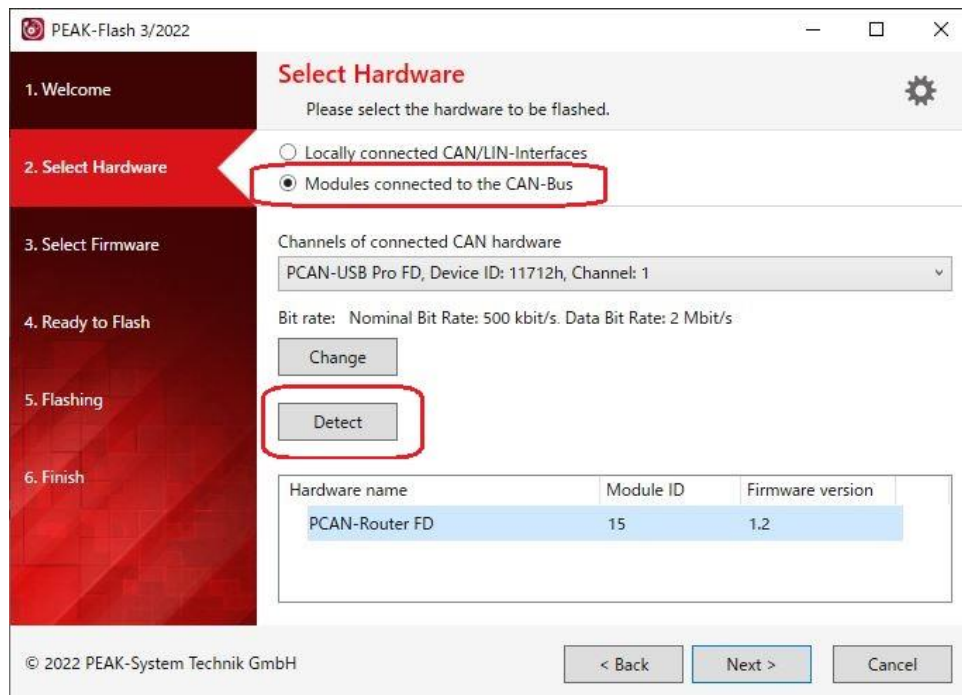 PEAK-Flash 3/2022
1. Welcome
2. Select Hardware
3. Select Firmware
4. Ready to Flash
5. Flashing
6. Finish
Select Hardware
Please select the hardware to be flashed.
Locally connected CAN/LIN-Interfaces
Modules connected to the CAN-Bus
Channels of connected CAN hardware
PCAN-USB Pro FD, Device ID: 11712h, Channel: 1
Bit rate: Nominal Bit Rate: 500 kbit/s. Data Bit Rate: 2 Mbit/s
Change
Detect
Hardware name Module ID Firmware version
PCAN-Router FD 15 1.2
© 2022 PEAK-System Technik GmbH
< Back Next > Cancel